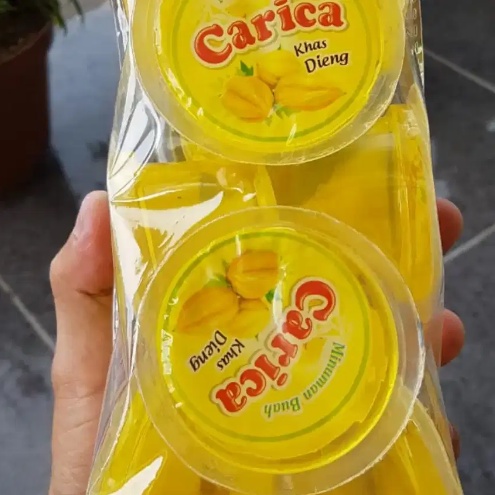 Carica
Khas
Dieng
Minuman Buah
Carica
Khas
Dieng